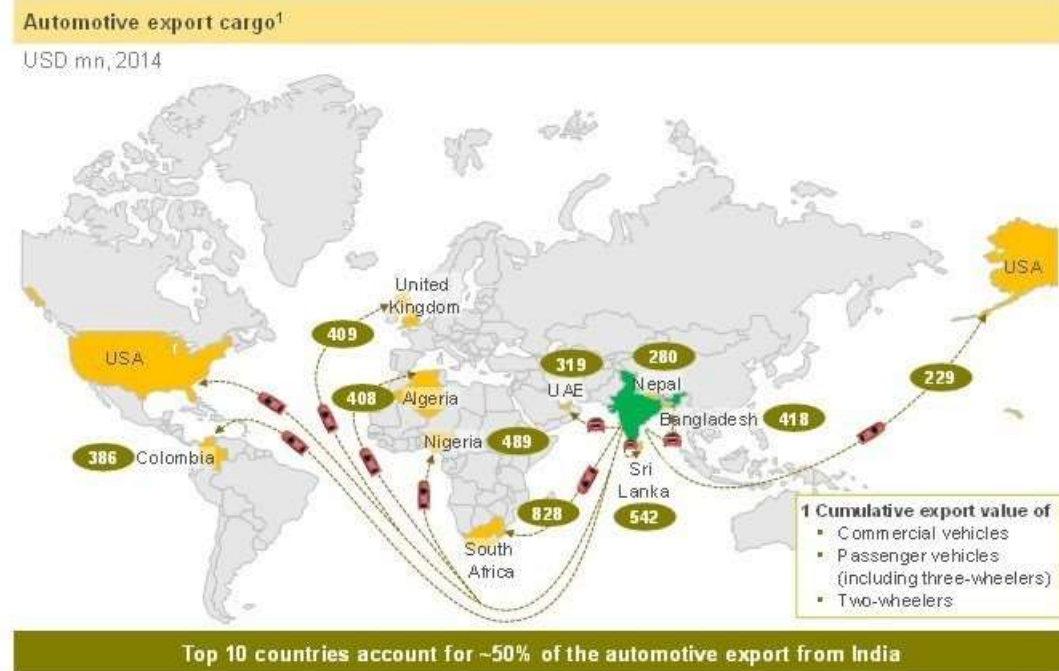 Automotive export cargo1
USD mn, 2014
United
Kingdom
USA
USA
409
319
280
229
UAE
Nepal
408
Algeria
Bangladesh
418
Nigeria
489
386
Colombia
Sri
Lanka
542
828
South
Africa
1 Cumulative export value of
▪ Commercial vehicles
▪ Passenger vehicles
(including three-wheelers)
▪ Two-wheelers
Top 10 countries account for ~50% of the automotive export from India